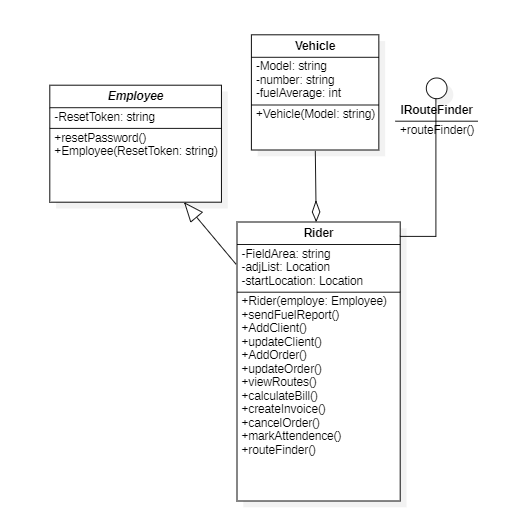 Vehicle
-Model: string
-number: string
-fuelAverage: int
+Vehicle(Model: string)
Employee
-ResetToken: string
+resetPassword()
+Employee(ResetToken: string)
IRouteFinder
+routeFinder()
Rider
-FieldArea: string
-adjList: Location
-startLocation: Location
+Rider(employe: Employee)
+sendFuelReport()
+AddClient()
+updateClient()
+AddOrder()
+updateOrder()
+viewRoutes()
+calculateBill()
+createInvoice()
+cancelOrder()
+markAttendence()
+routeFinder()